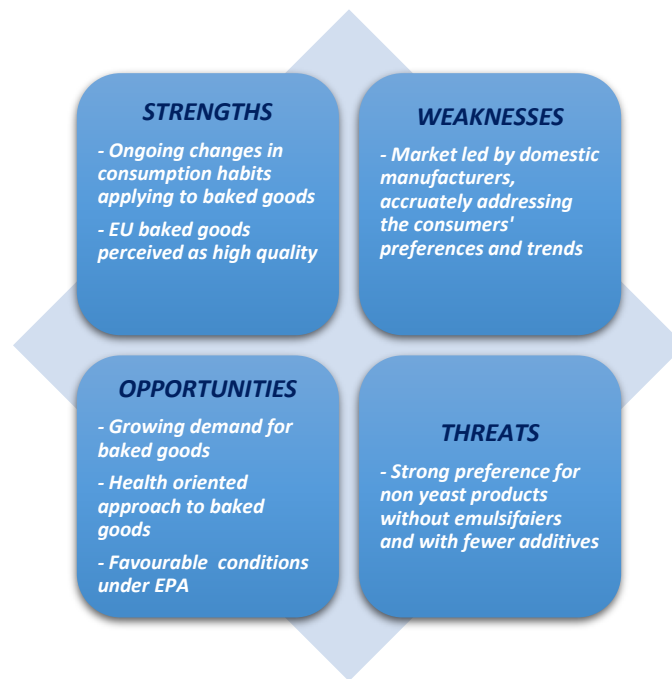 STRENGTHS
- Ongoing changes in
consumption habits
applying to baked goods
- EU baked goods
perceived as high quality
WEAKNESSES
- Market led by domestic
manufacturers,
accruately addressing
the consumers'
preferences and trends
OPPORTUNITIES
- Growing demand for
baked goods
- Health oriented
approach to baked
goods
- Favourable conditions
under EPA
THREATS
- Strong preference for
non yeast products
without emulsifaiers
and with fewer additives